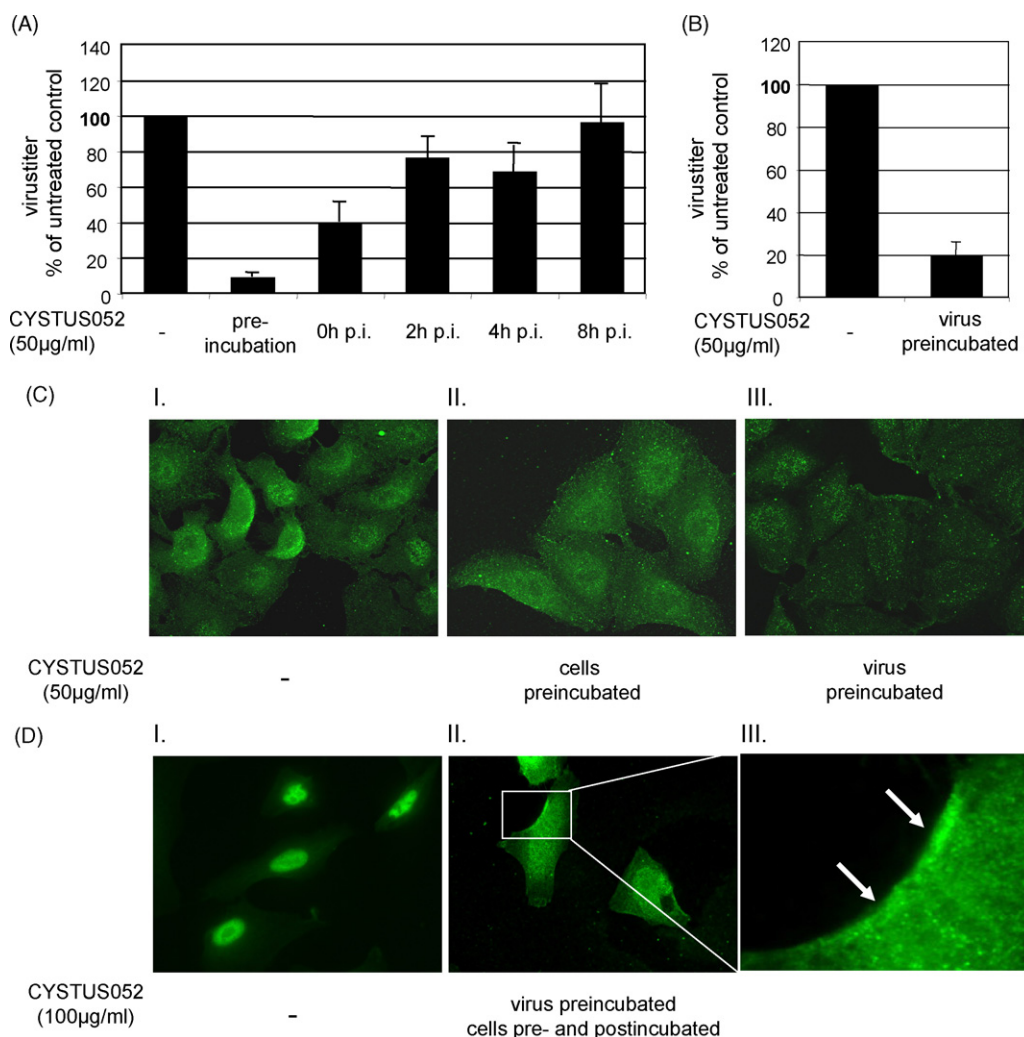 (A)
virustiter
% of untreated control
140
120
100
80
60
40
20
0
CYSTUS052
(50µg/ml)
-
pre-
incubation
0h p.i.
2h p.i.
4h p.i.
8h p.i.
(B)
virustiter
% of untreated control
120
100
80
60
40
20
0
CYSTUS052
(50µg/ml)
-
virus
preincubated
(C)
I.
II.
III.
CYSTUS052
(50µg/ml)
-
cells
preincubated
virus
preincubated
(D)
I.
II.
III.
CYSTUS052
(100µg/ml)
-
virus preincubated
cells pre- and postincubated